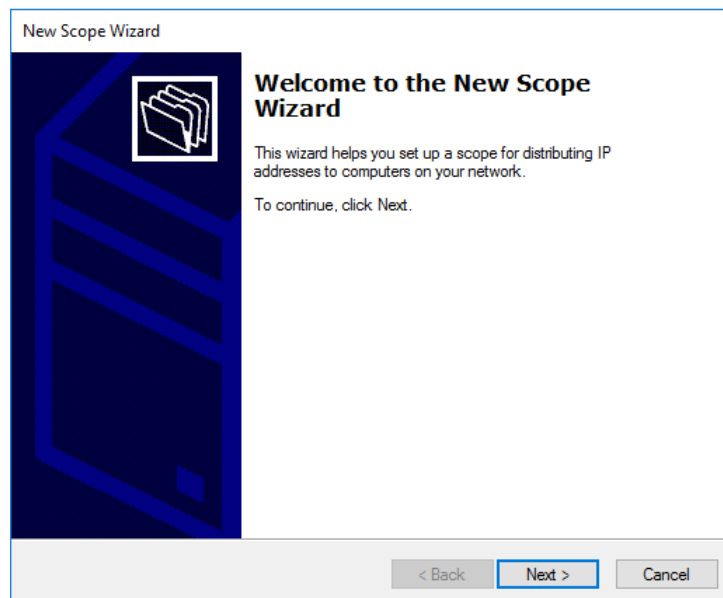 New Scope Wizard
Welcome to the New Scope
Wizard
This wizard helps you set up a scope for distributing IP
addresses to computers on your network.
To continue, click Next.
< Back
Next >
Cancel